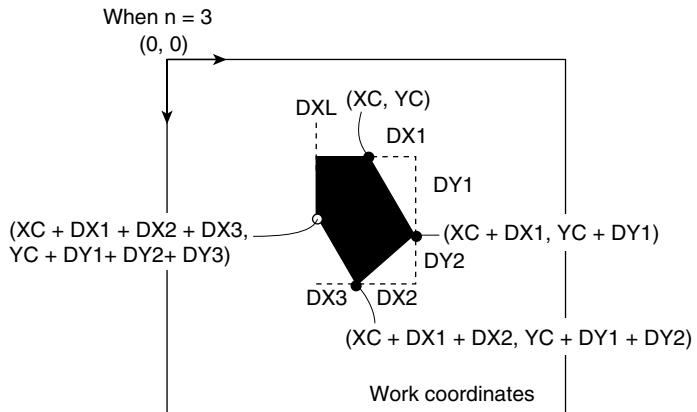 When n = 3
(0, 0)
DXL
(XC, YC)
DX1
DY1
(XC + DX1 + DX2 + DX3,
YC + DY1+ DY2+ DY3)
(XC + DX1, YC + DY1)
DY2
DX3
DX2
(XC + DX1 + DX2, YC + DY1 + DY2)
Work coordinates